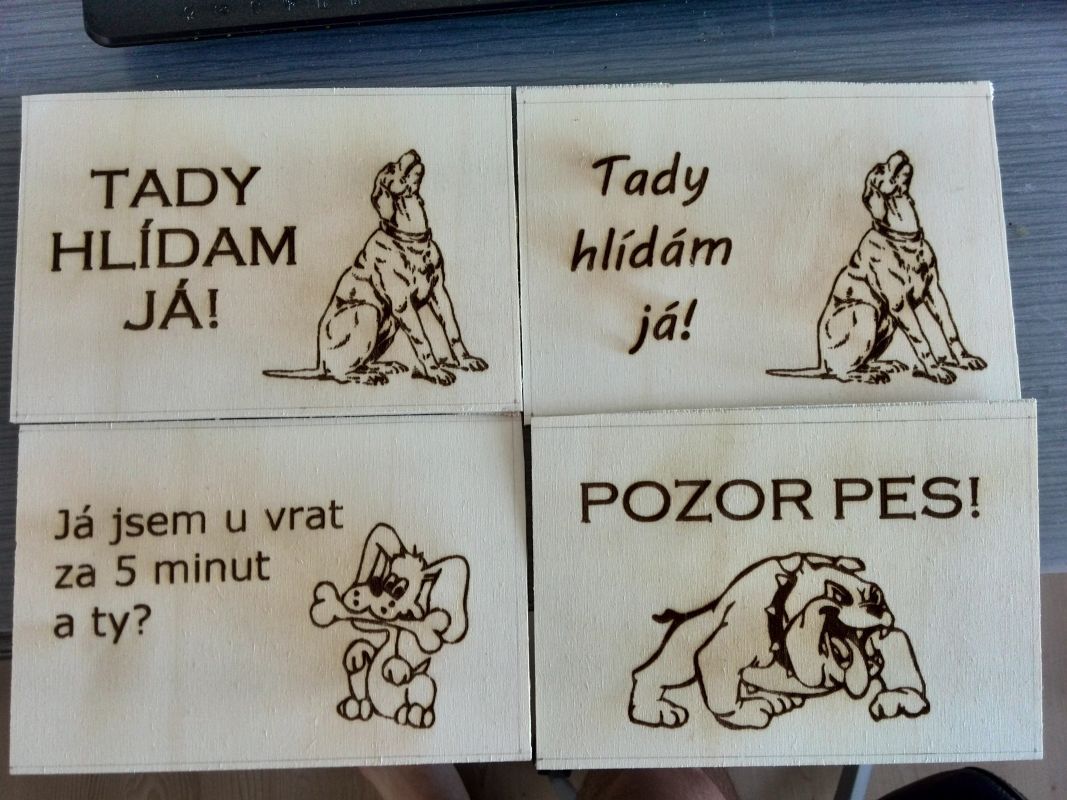 TADY
HLÍDAM
JÁ!
Tady
hlídám
já!
Já jsem u vrat
za 5 minut
a ty?
POZOR PES!